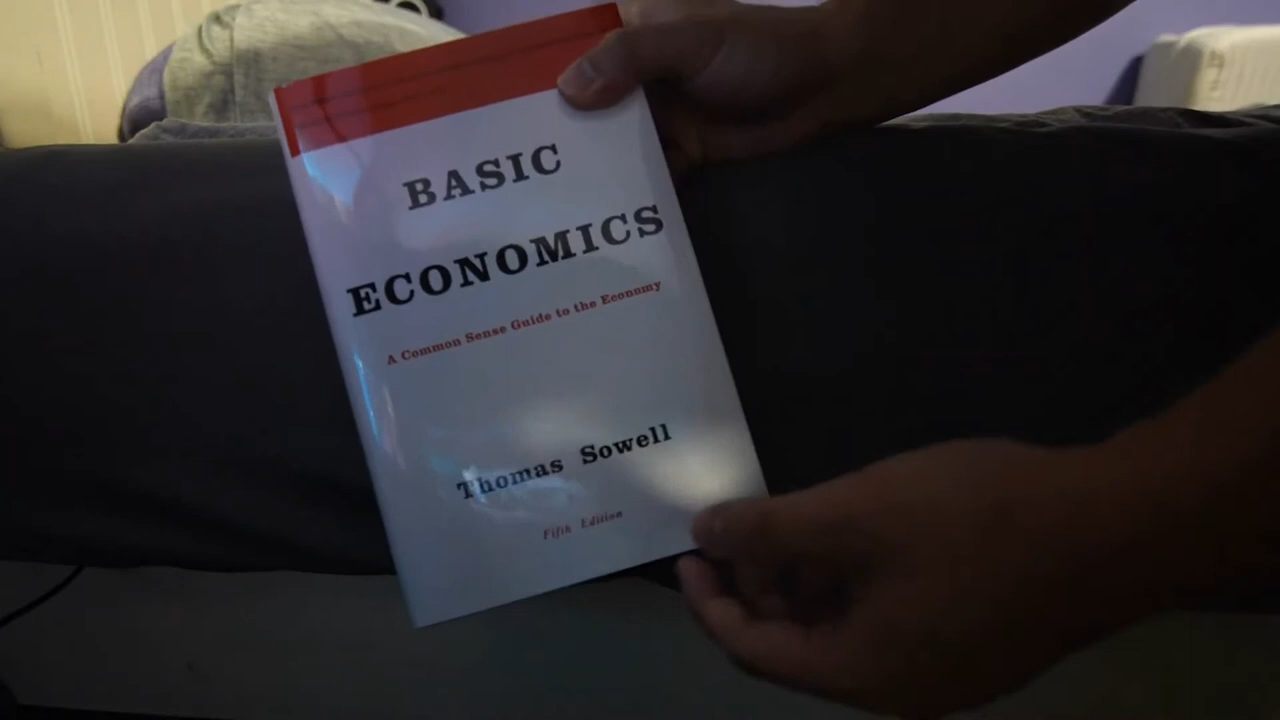 BASIC
ECONOMICS
A Common Sense Guide to the Economy
Thomas Sowell
Fifth Edition